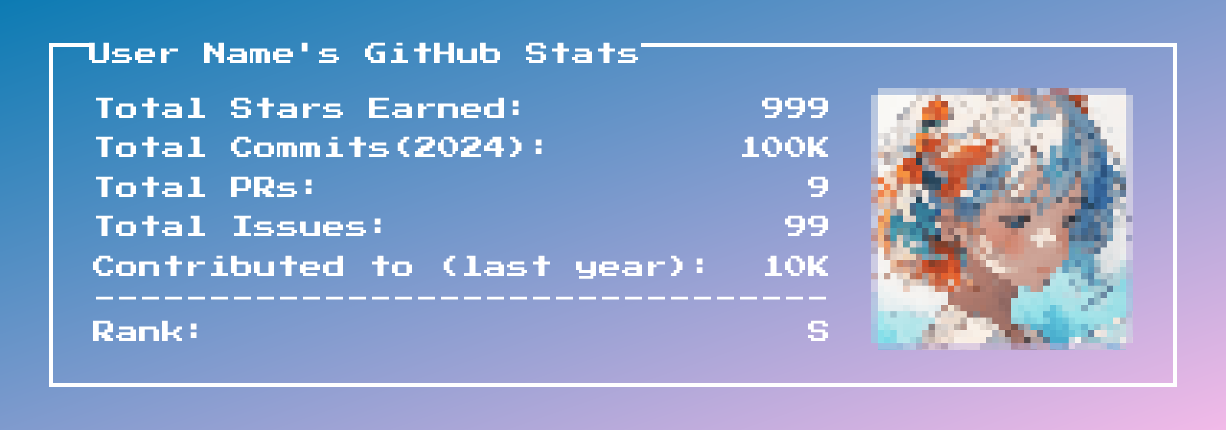 User Name's GitHub Stats
Total Stars Earned: 999
Total Commits(2024): 100K
Total PRs: 9
Total Issues: 99
Contributed to (last year): 10K
--------------------------------
Rank: S